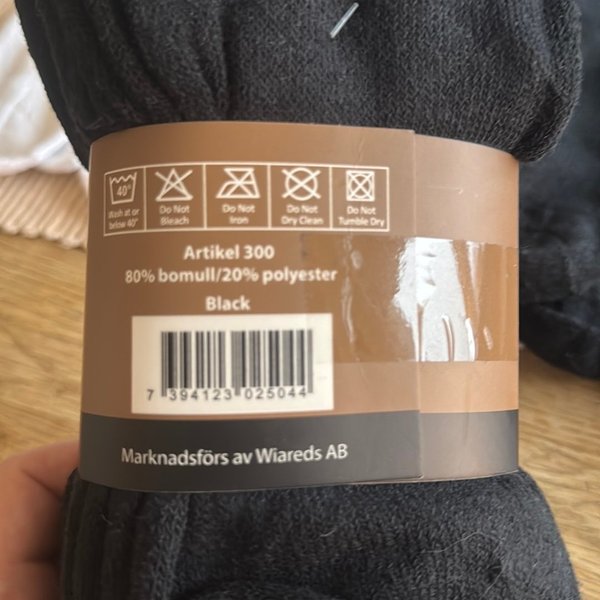 40°
Wash at or
below 40°
Do Not
Bleach
Do Not
Iron
Do Not
Dry Clean
Do Not
Tumble Dry
Artikel 300
80% bomull/20% polyester
Black
7 394123 025044
Marknadsförs av Wiareds AB